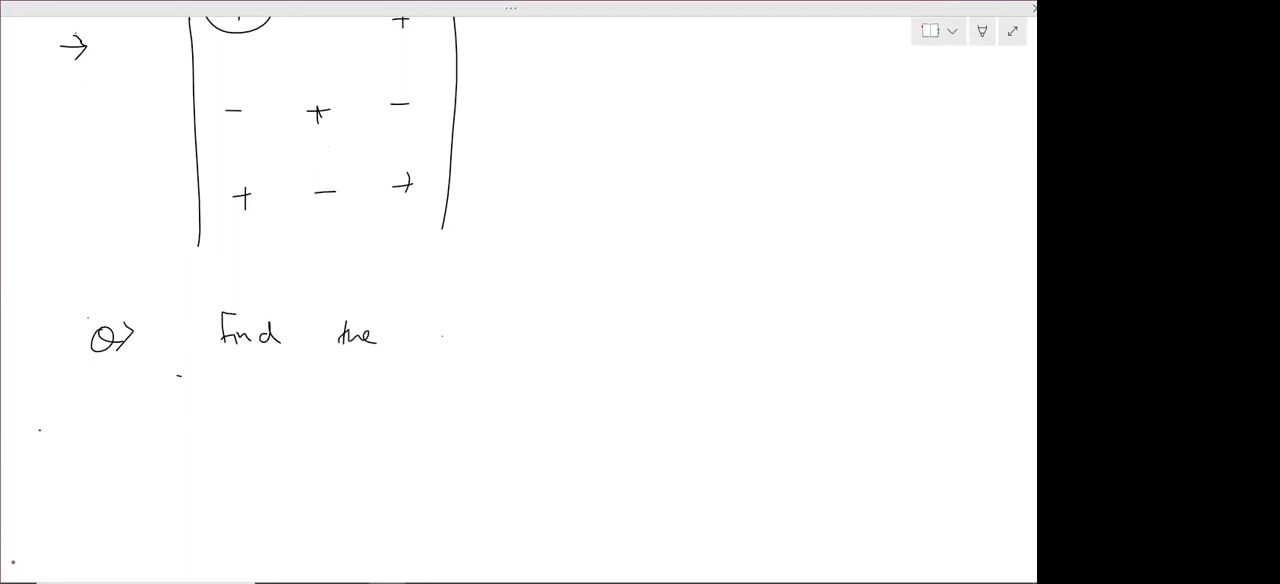 → + +
- + -
+ - +
Q> Find the